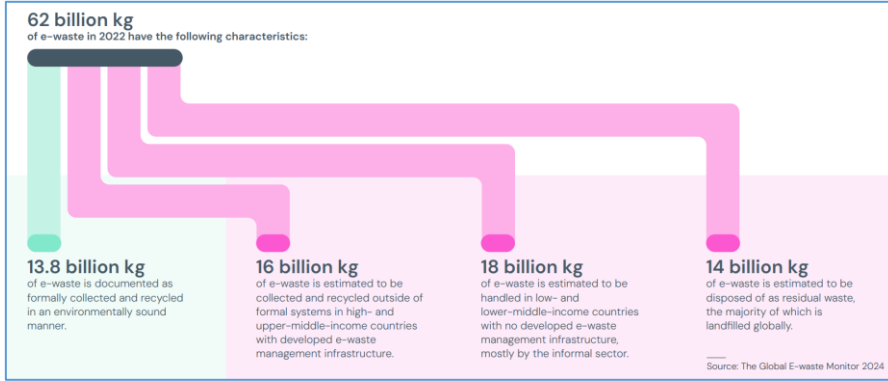 62 billion kg
of e-waste in 2022 have the following characteristics:
13.8 billion kg
of e-waste is documented as
formally collected and recycled
in an environmentally sound
manner.
16 billion kg
of e-waste is estimated to be
collected and recycled outside of
formal systems in high- and
upper-middle-income countries
with developed e-waste
management infrastructure.
18 billion kg
of e-waste is estimated to be
handled in low- and
lower-middle-income countries
with no developed e-waste
management infrastructure,
mostly by the informal sector.
14 billion kg
of e-waste is estimated to be
disposed of as residual waste,
the majority of which is
landfilled globally.
Source: The Global E-waste Monitor 2024